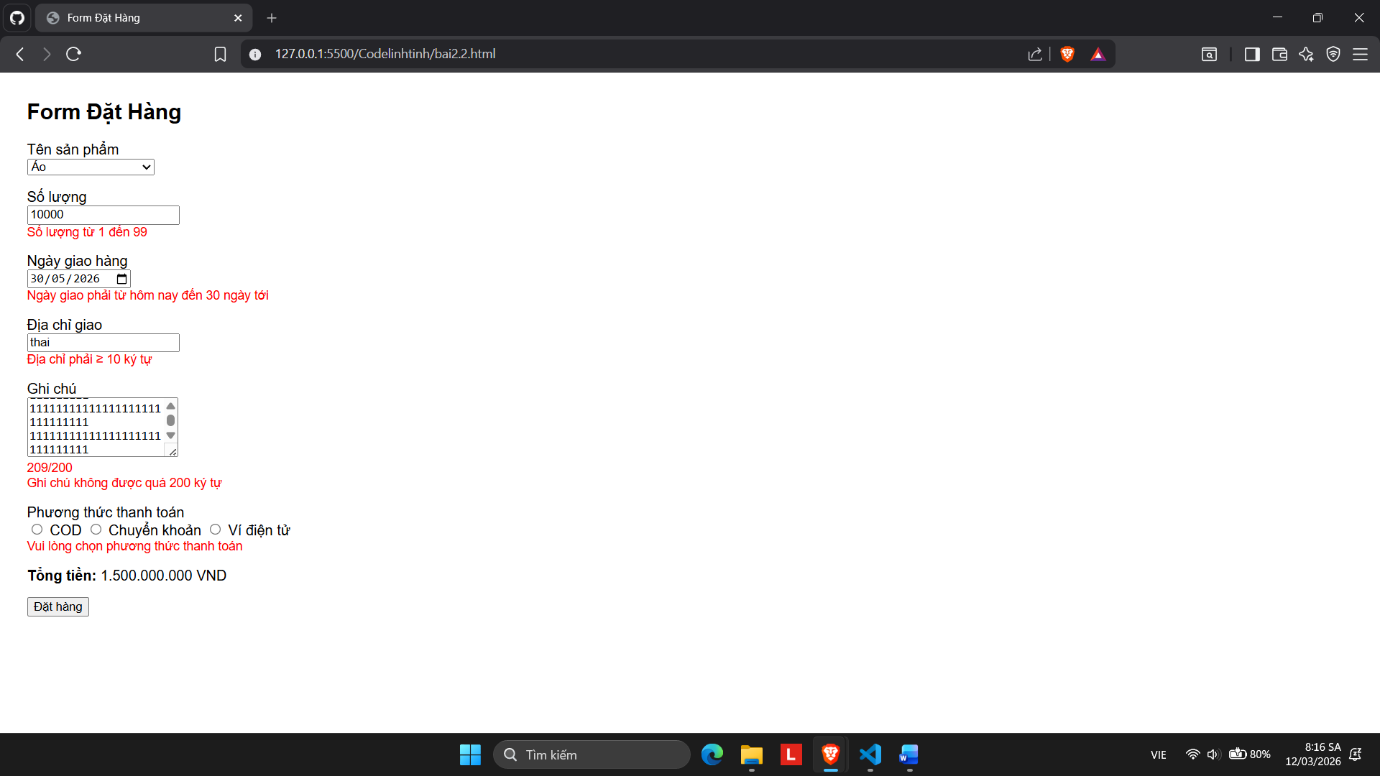 Form Đặt Hàng
127.0.0.1:5500/Codelinhtinh/bai2.2.html
Form Đặt Hàng
Tên sản phẩm
Áo
Số lượng
10000
Số lượng từ 1 đến 99
Ngày giao hàng
30/05/2026
Ngày giao phải từ hôm nay đến 30 ngày tới
Địa chỉ giao
thai
Địa chỉ phải ≥ 10 ký tự
Ghi chú
11111111111111111111
111111111
11111111111111111111
111111111
209/200
Ghi chú không được quá 200 ký tự
Phương thức thanh toán
COD Chuyển khoản Ví điện tử
Vui lòng chọn phương thức thanh toán
Tổng tiền: 1.500.000.000 VND
Đặt hàng
Tìm kiếm
L
W
VIE
80%
8:16 SA
12/03/2026